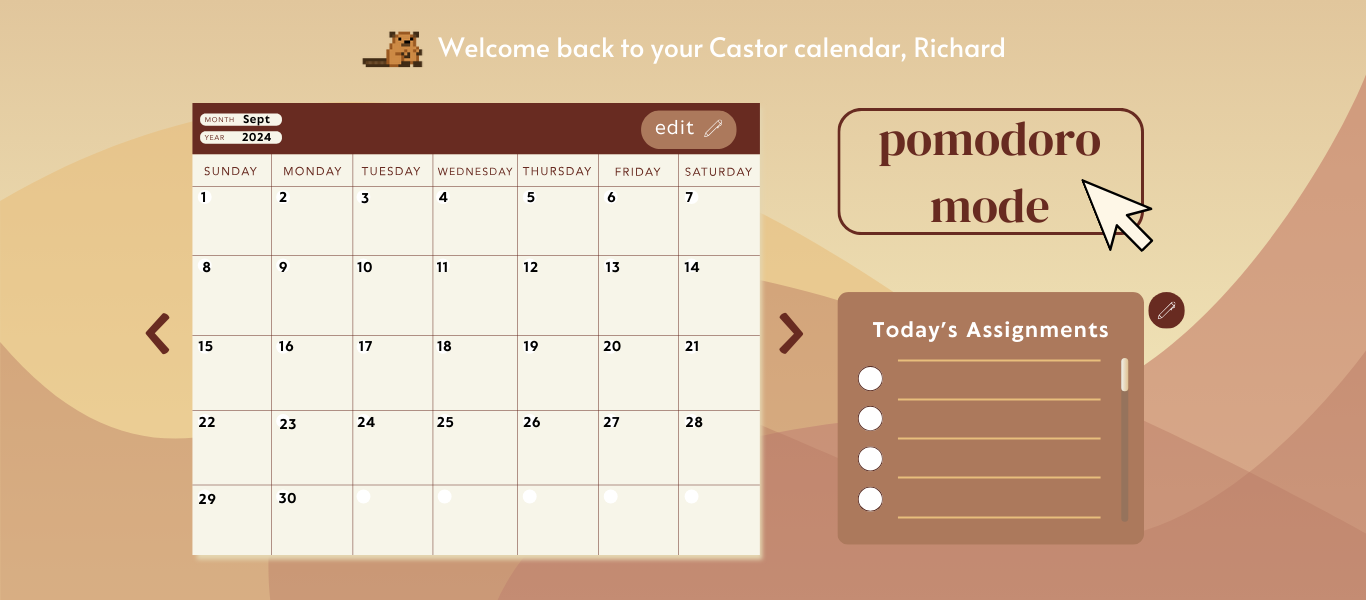 Welcome back to your Castor calendar, Richard
MONTH Sept
YEAR 2024
edit
SUNDAY MONDAY TUESDAY WEDNESDAY THURSDAY FRIDAY SATURDAY
1 2 3 4 5 6 7
8 9 10 11 12 13 14
15 16 17 18 19 20 21
22 23 24 25 26 27 28
29 30
pomodoro
mode
Today's Assignments